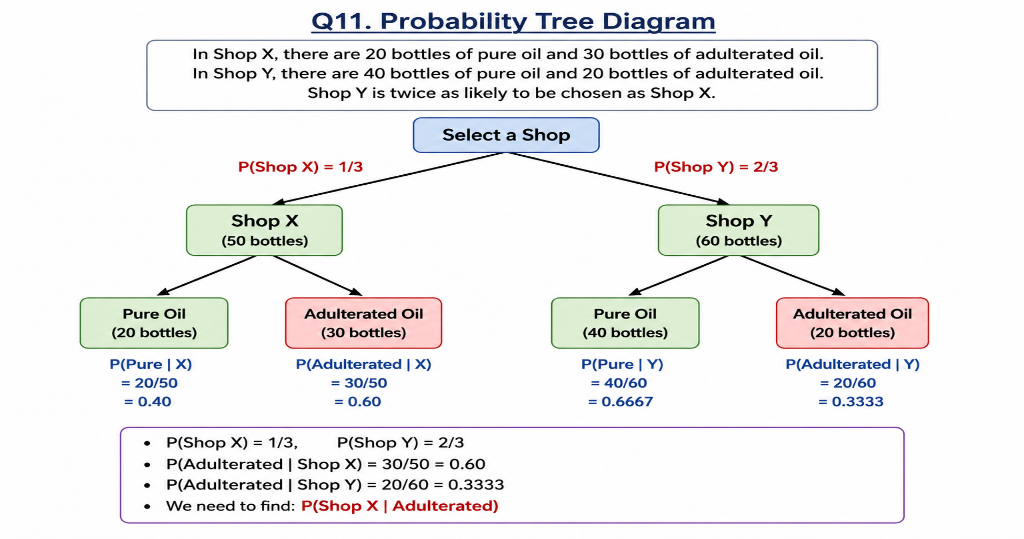 Q11. Probability Tree Diagram
In Shop X, there are 20 bottles of pure oil and 30 bottles of adulterated oil.
In Shop Y, there are 40 bottles of pure oil and 20 bottles of adulterated oil.
Shop Y is twice as likely to be chosen as Shop X.
Select a Shop
P(Shop X) = 1/3
P(Shop Y) = 2/3
Shop X
(50 bottles)
Shop Y
(60 bottles)
Pure Oil
(20 bottles)
Adulterated Oil
(30 bottles)
Pure Oil
(40 bottles)
Adulterated Oil
(20 bottles)
P(Pure | X)
= 20/50
= 0.40
P(Adulterated | X)
= 30/50
= 0.60
P(Pure | Y)
= 40/60
= 0.6667
P(Adulterated | Y)
= 20/60
= 0.3333
• P(Shop X) = 1/3, P(Shop Y) = 2/3
• P(Adulterated | Shop X) = 30/50 = 0.60
• P(Adulterated | Shop Y) = 20/60 = 0.3333
• We need to find: P(Shop X | Adulterated)